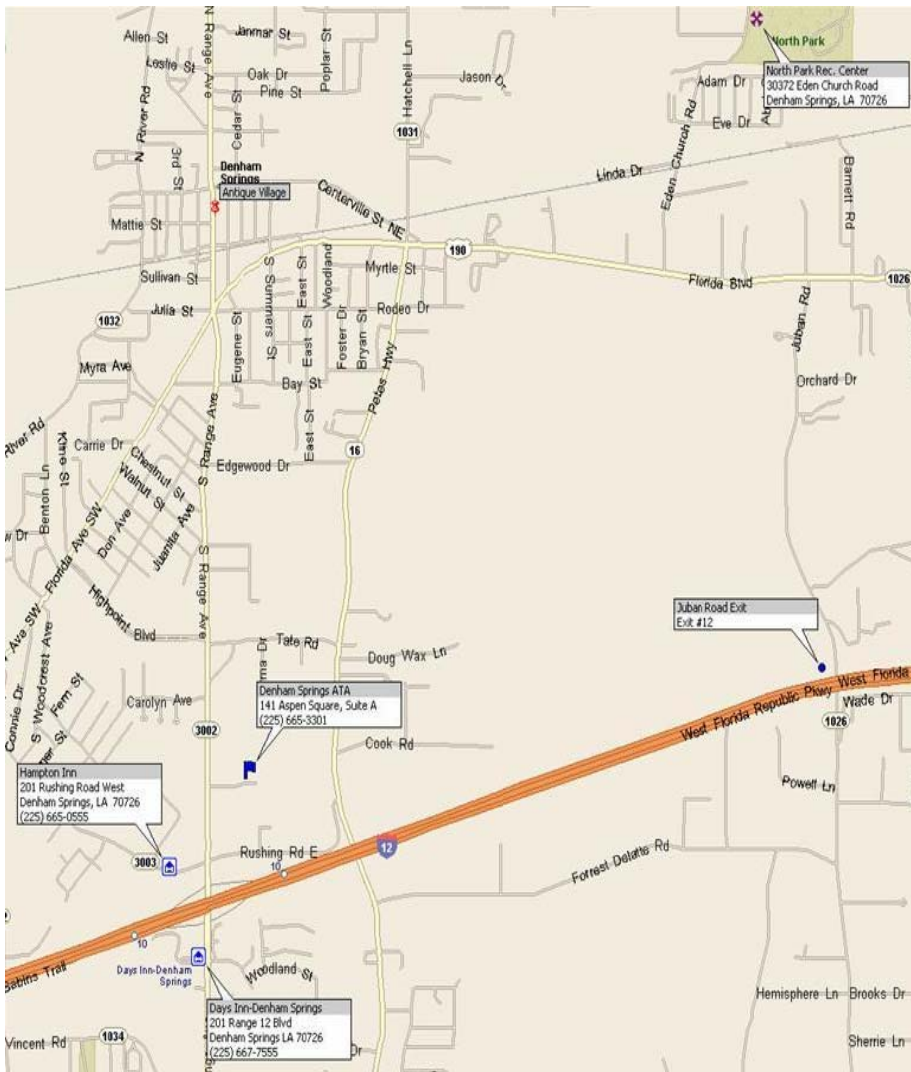 N Range Ave
Allen St
Janmar St
Poplar St
Hatchell Ln
North Park
Leslie St
Oak Dr
Pine St
Jason Dr
North Park Rec. Center
30372 Eden Church Road
Denham Springs, LA 70726
Adam Dr
Eve Dr
N River Rd
Cedar St
1031
3rd St
Denham
Springs
Antique Village
Linda Dr
Eden Church Rd
Barnett Rd
Centerville St NE
Mattie St
190
Sullivan St
S Summers St
East St
Woodland
Myrtle St
Florida Blvd
1026
Julia St
1032
Rodeo Dr
Eugene St
East St
Foster Dr
Bryan St
Juban Rd
Myra Ave
Bay St
Petes Hwy
Orchard Dr
River Rd
King St
Carrie Dr
S Range Ave
East St
16
Benton Ln
Chestnut St
Walnut St
Edgewood Dr
Don Ave
Juanita Ave
Florida Ave SW
S Range Ave
Highpoint Blvd
Ave SW
S Woodcrest Ave
Tate Rd
Doug Wax Ln
Juban Road Exit
Exit #12
Fern St
Carolyn Ave
Connie Dr
Denham Springs ATA
141 Aspen Square, Suite A
(225) 665-3301
West Florida Republic Pkwy
West Florida
Wade Dr
1026
3002
Cook Rd
Hampton Inn
201 Rushing Road West
Denham Springs, LA 70726
(225) 665-0555
Powell Ln
3003
Rushing Rd E
12
10
Forrest Delatte Rd
10
Days Inn-Denham
Springs
Woodland St
Days Inn-Denham Springs
201 Range 12 Blvd
Denham Springs LA 70726
(225) 667-7555
Hemisphere Ln
Brooks Dr
Vincent Rd
1034
Dr
Sherrie Ln